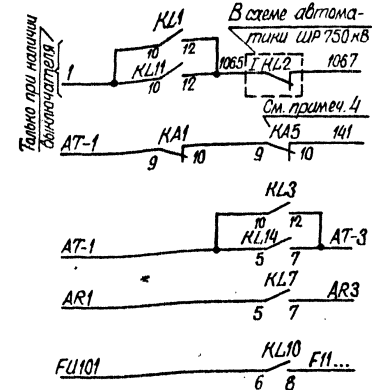 Только при наличии
выключателя
В схеме автома-
тики ШР 750 кВ
KL1
10 12
1 KL11 1065 I KL2 1067
10 12
См. примеч. 4
AT-1 KA1 KA5 141
9 10 9 10
KL3
10 12
AT-1 KL14 AT-3
5 7
AR1 KL7 AR3
5 7
FU101 KL10 F11...
6 8